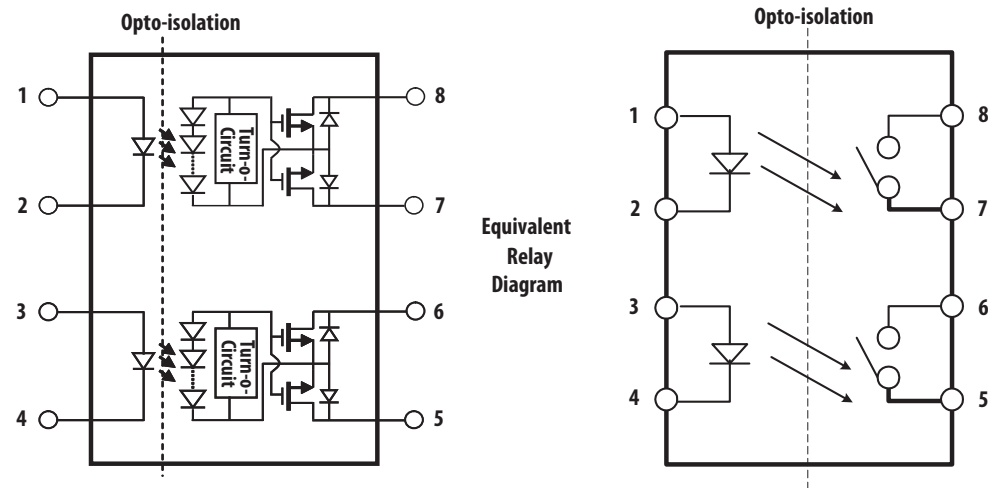 Opto-isolation
1
2
3
4
8
7
6
5
Turn-o-
Circuit
Turn-o-
Circuit
Equivalent
Relay
Diagram
Opto-isolation
1
2
3
4
8
7
6
5